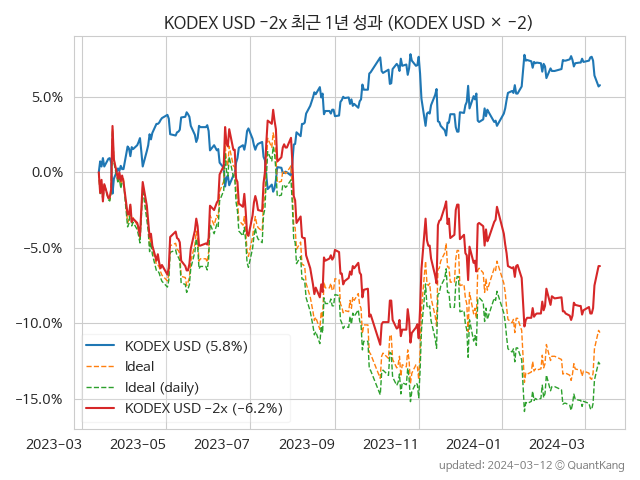 KODEX USD −2x 최근 1년 성과 (KODEX USD × −2)
5.0%
0.0%
−5.0%
−10.0%
−15.0%
KODEX USD (5.8%)
Ideal
Ideal (daily)
KODEX USD −2x (−6.2%)
2023-03 2023-05 2023-07 2023-09 2023-11 2024-01 2024-03
updated: 2024-03-12 © QuantKang